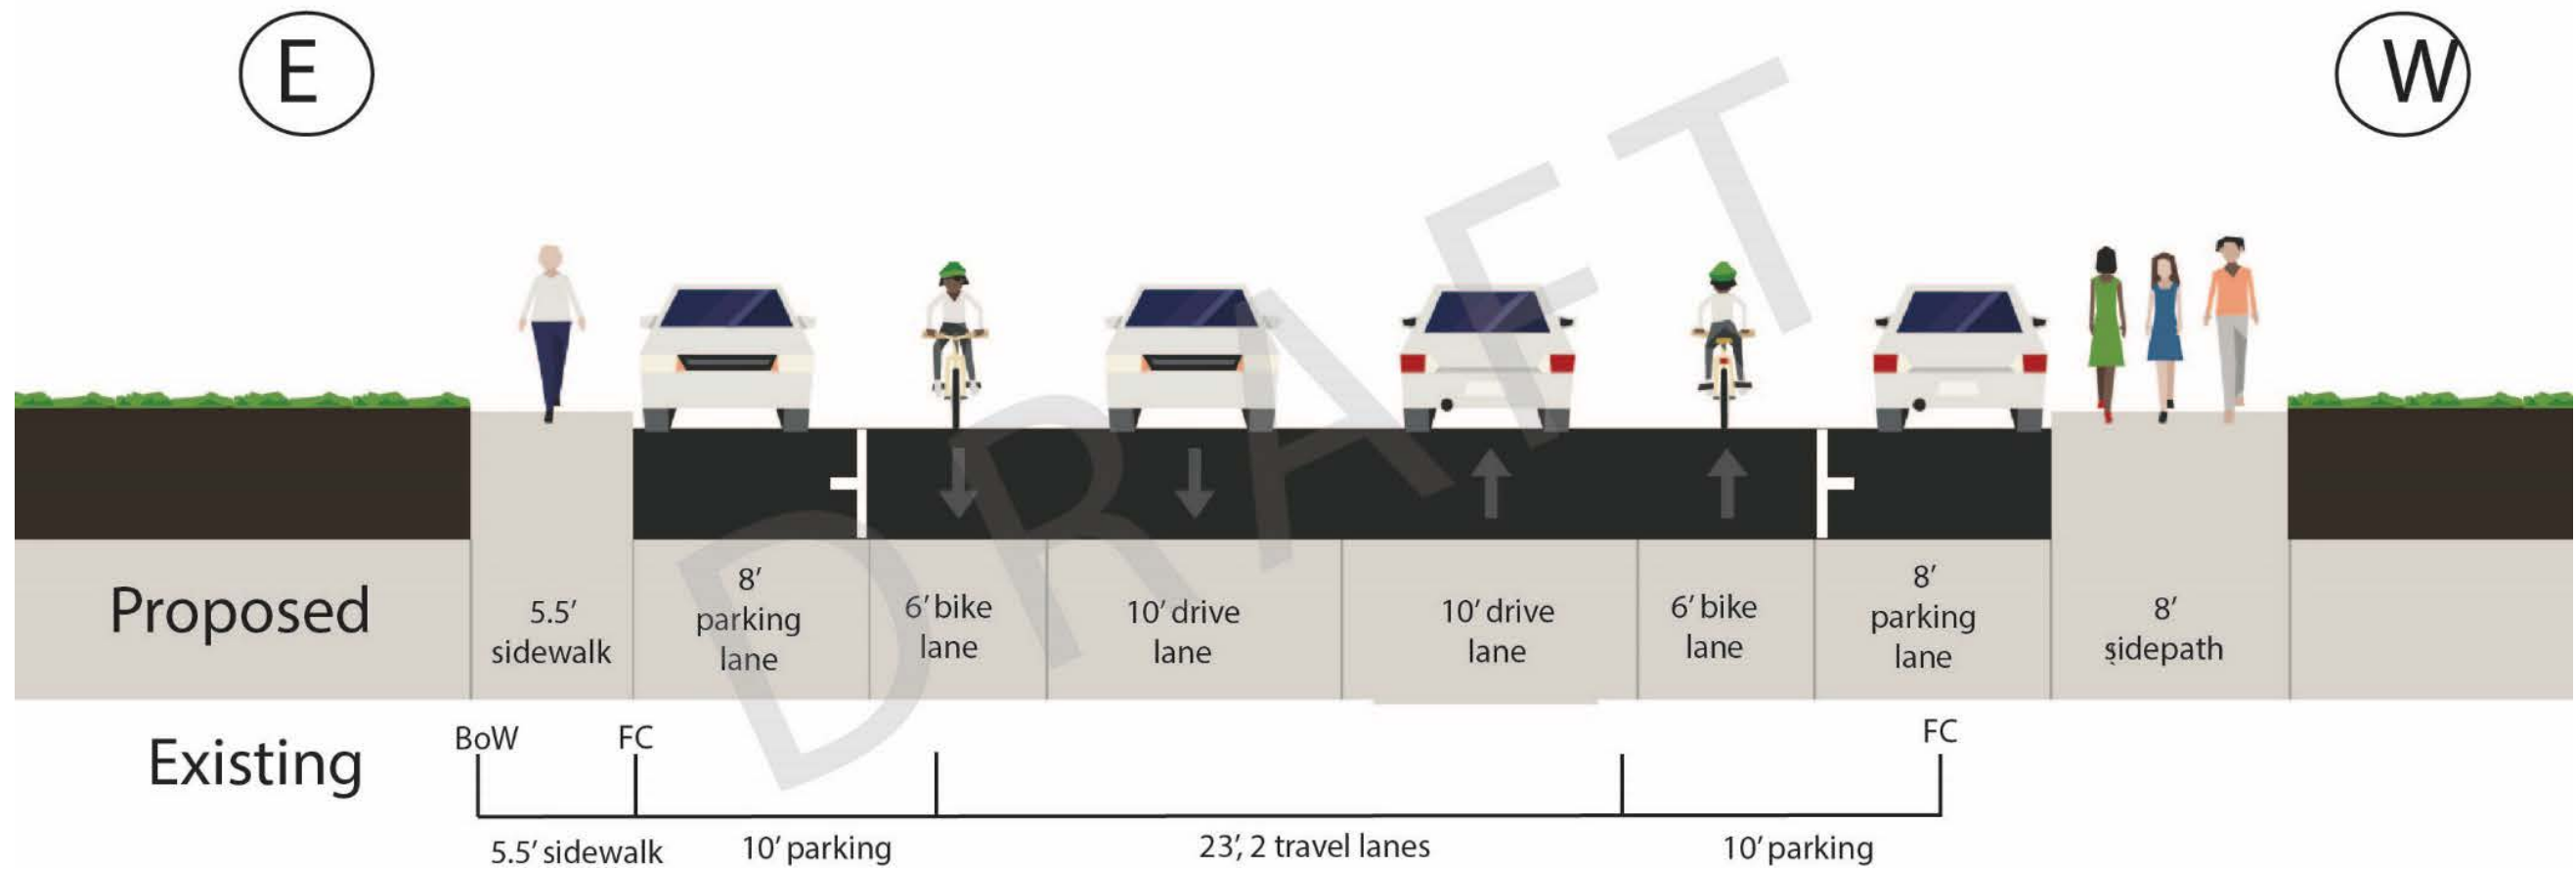 E
W
DRAFT
Proposed
5.5’
sidewalk
8’
parking
lane
6’ bike
lane
10’ drive
lane
10’ drive
lane
6’ bike
lane
8’
parking
lane
8’
sidepath
Existing
BoW
FC
FC
5.5’ sidewalk
10’ parking
23’, 2 travel lanes
10’ parking